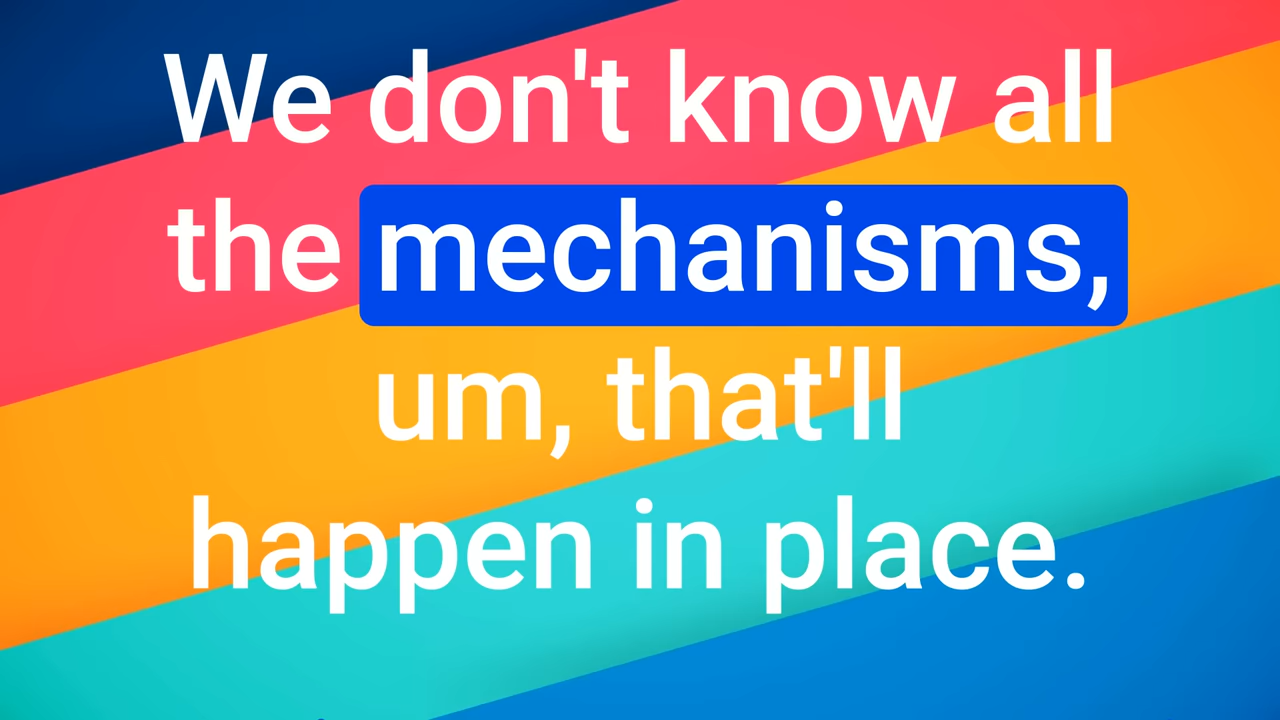 We don't know all
the mechanisms,
um, that'll
happen in place.